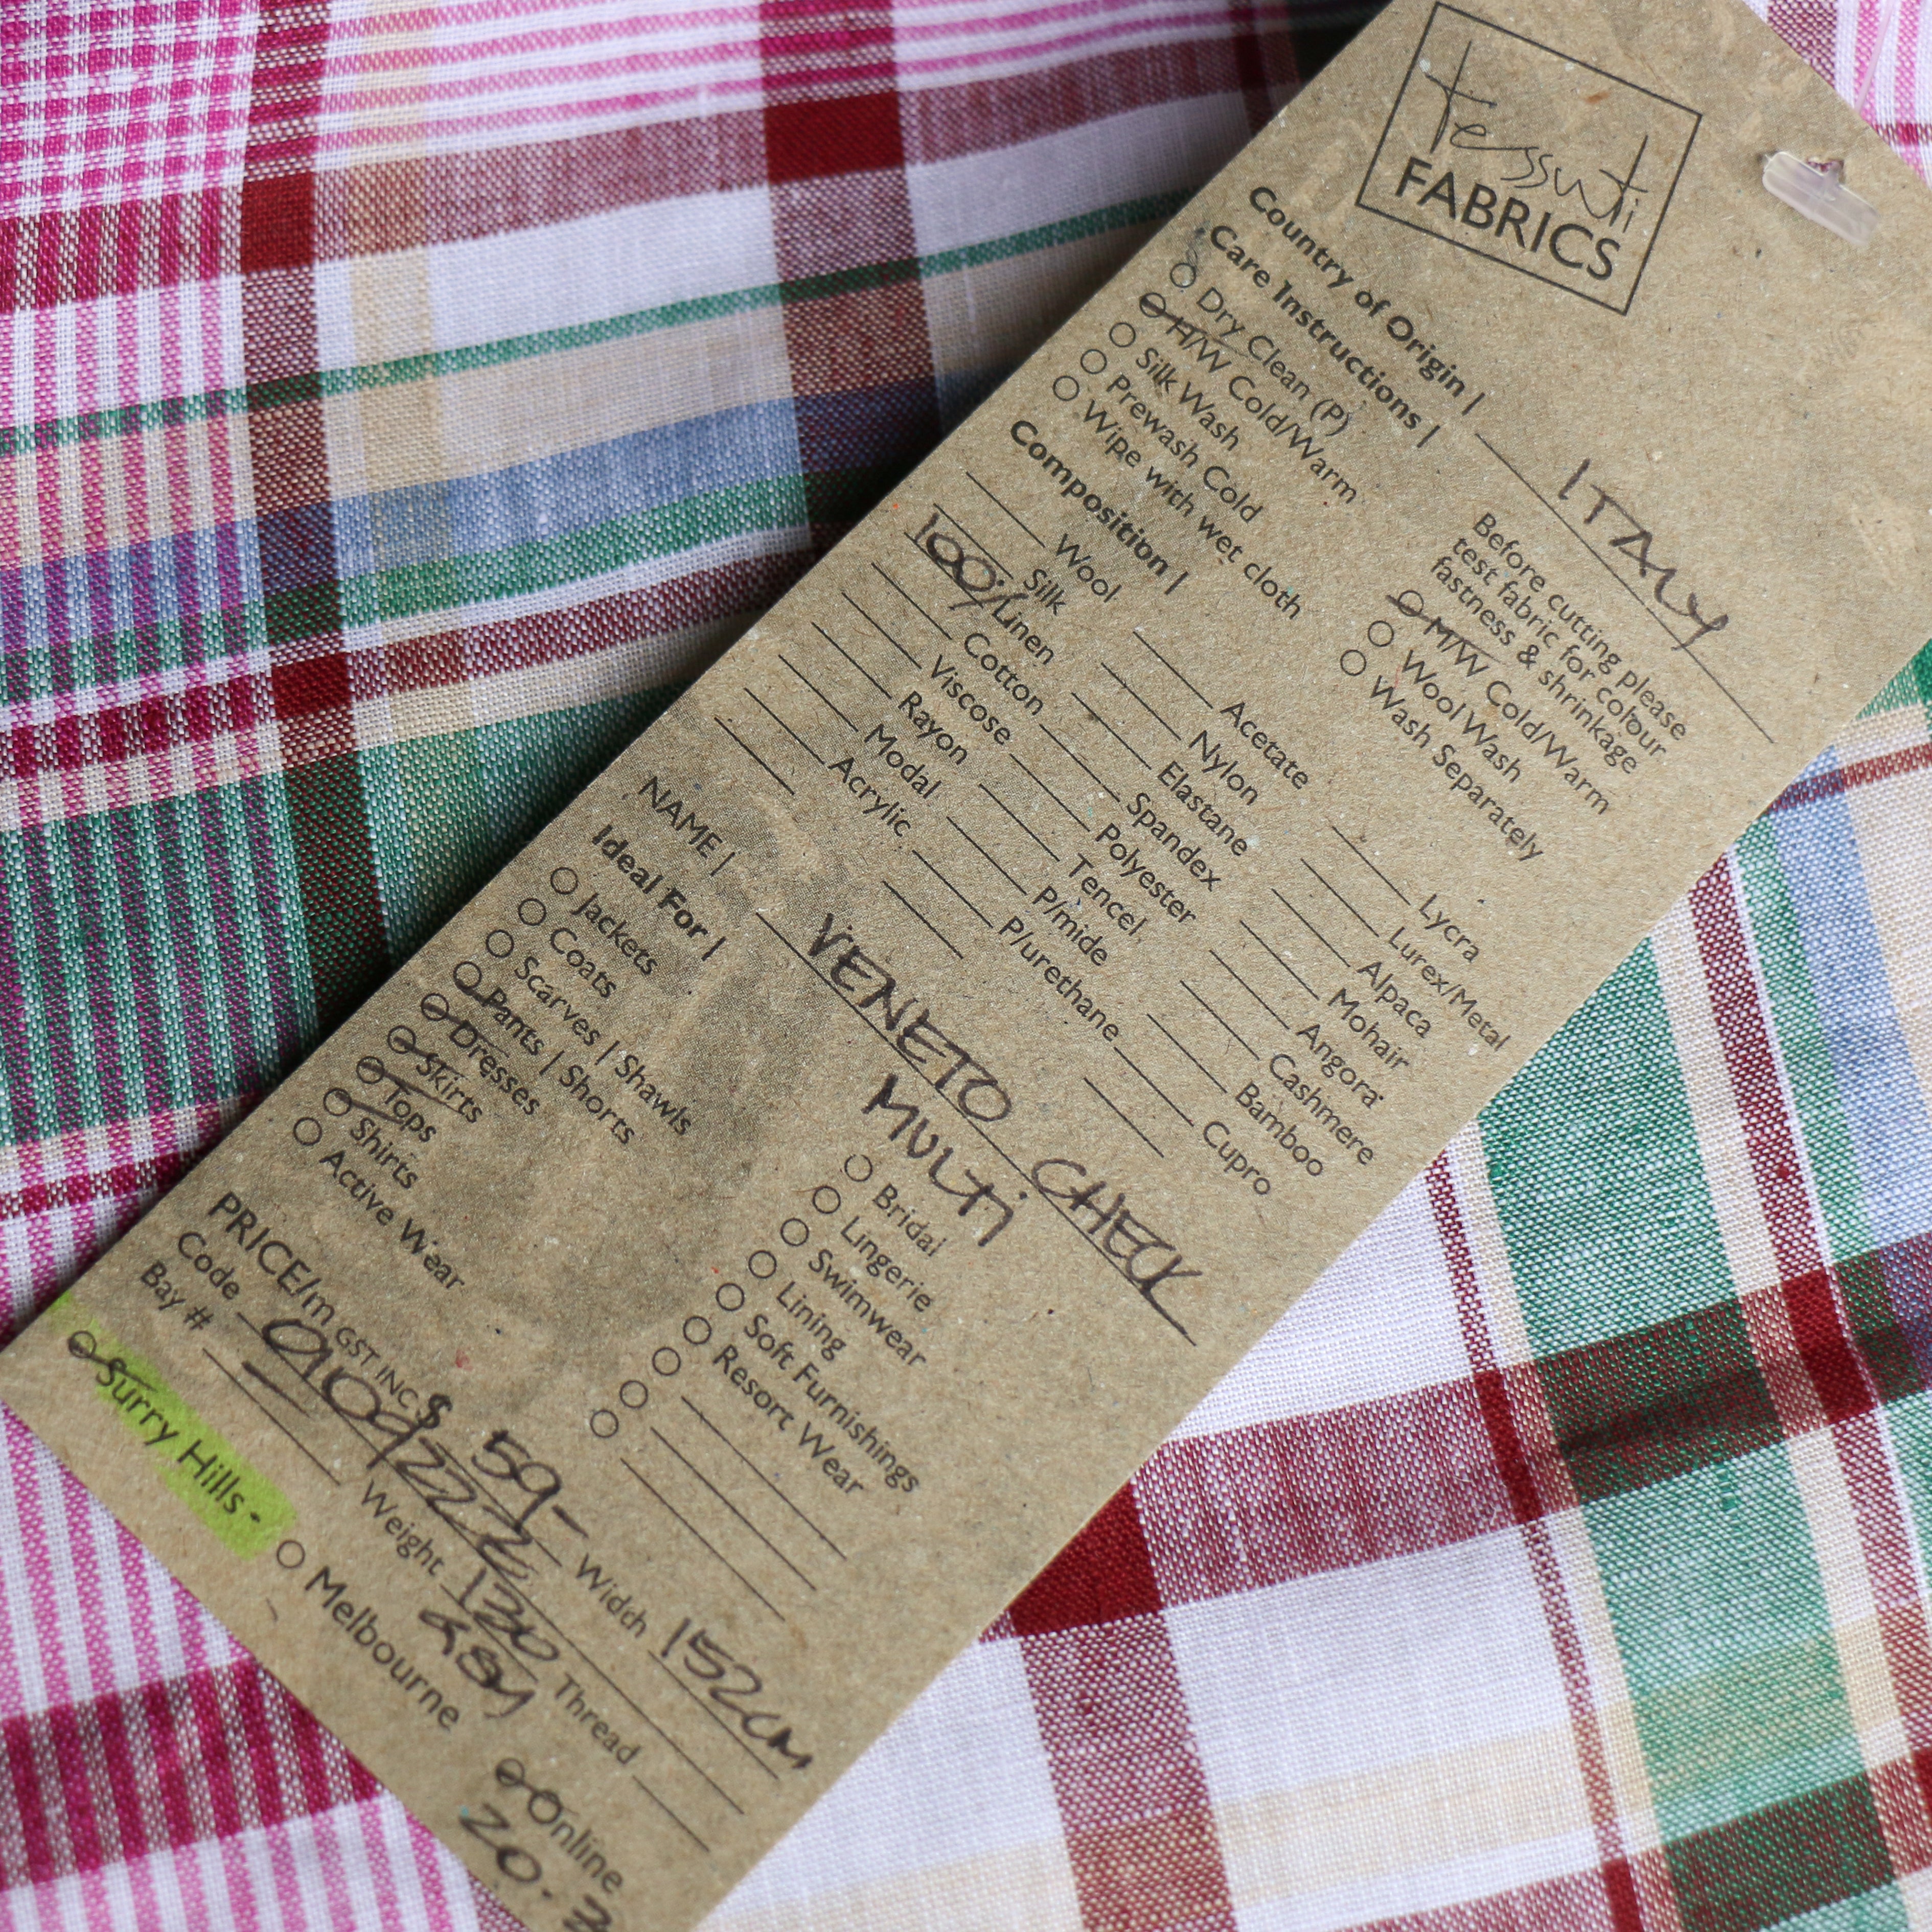 tessuti
FABRICS
Country of Origin | ITALY
Care Instructions |
Before cutting please
test fabric for colour
fastness & shrinkage
Dry Clean (P)
H/W Cold/Warm
Silk Wash
Prewash Cold
Wipe with wet cloth
M/W Cold/Warm
Wool Wash
Wash Separately
Composition |
Wool
Silk
100% Linen
Cotton
Viscose
Rayon
Modal
Acrylic
Acetate
Nylon
Elastane
Spandex
Polyester
Tencel
P/mide
P/urethane
Lycra
Lurex/Metal
Alpaca
Mohair
Angora
Cashmere
Bamboo
Cupro
NAME | VENETO CHECK
MULTI
Ideal For |
Jackets
Coats
Scarves | Shawls
Pants | Shorts
Dresses
Skirts
Tops
Shirts
Active Wear
Bridal
Lingerie
Swimwear
Lining
Soft Furnishings
Resort Wear
PRICE/m GST INC $ 59- Width 152cm
Code
Bay # Weight 130 Thread
Surry Hills
Melbourne
Online